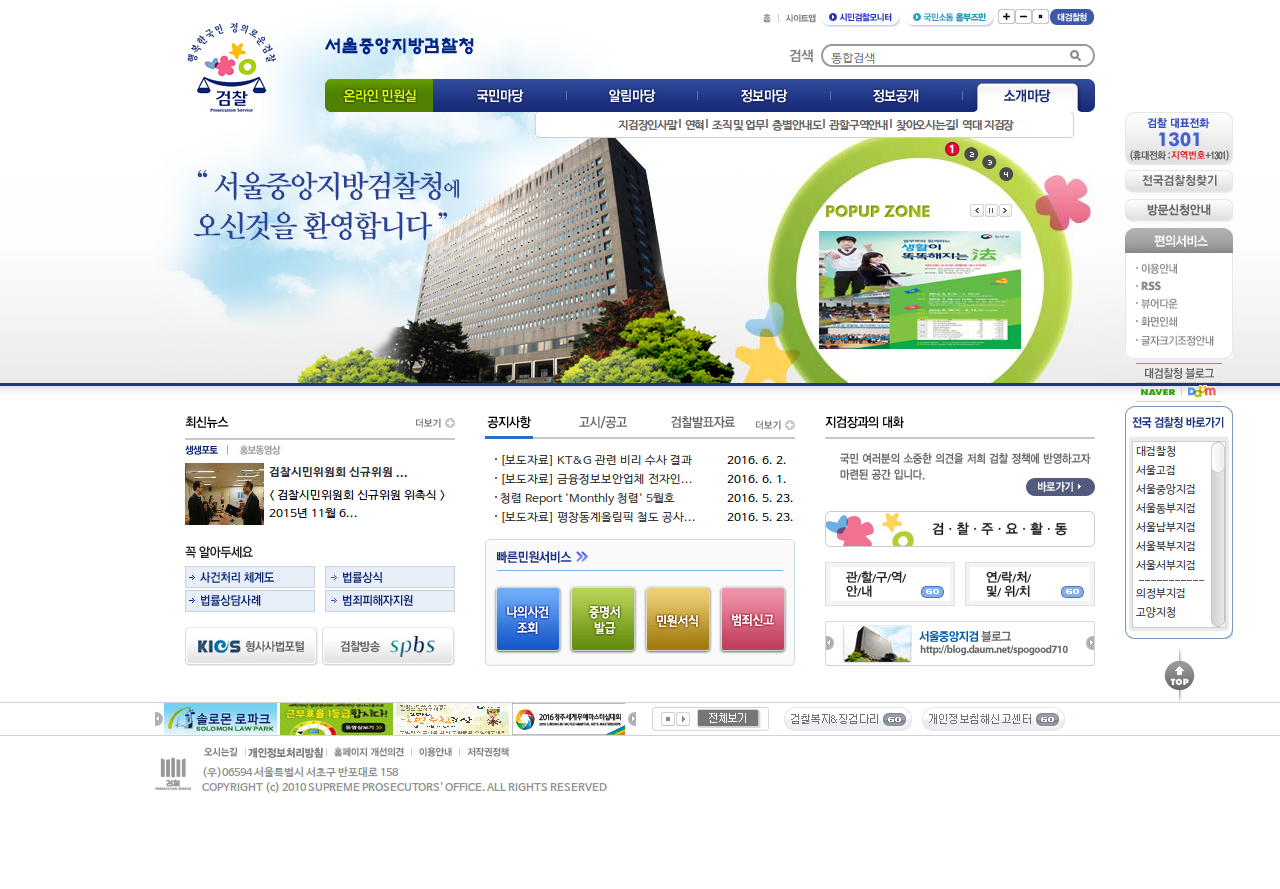 행복한국민 정의로운검찰
검찰
Prosecution Service
서울중앙지방검찰청
홈 | 사이트맵
시민검찰모니터
국민소통 옴부즈만
대검찰청
검색
통합검색
온라인 민원실
국민마당
알림마당
정보마당
정보공개
소개마당
지검장인사말 | 연혁 | 조직 및 업무 | 층별안내도 | 관할구역안내 | 찾아오시는길 | 역대 지검장
“ 서울중앙지방검찰청에
오신것을 환영합니다 ”
1
2
3
4
POPUP ZONE
생활이
똑똑해지는 法
검찰 대표전화
1301
(휴대전화 : 지역번호+1301)
전국검찰청찾기
방문신청안내
편의서비스
· 이용안내
· RSS
· 뷰어다운
· 화면인쇄
· 글자크기조정안내
대검찰청 블로그
NAVER | Daum
전국 검찰청 바로가기
대검찰청
서울고검
서울중앙지검
서울동부지검
서울남부지검
서울북부지검
서울서부지검
-----------
의정부지검
고양지청
TOP
최신뉴스
더보기
생생포토 | 홍보동영상
검찰시민위원회 신규위원 ...
< 검찰시민위원회 신규위원 위촉식 >
2015년 11월 6...
꼭 알아두세요
사건처리 체계도
법률상식
법률상담사례
범죄피해자지원
KICS 형사사법포털
검찰방송 spbs
공지사항
고시/공고
검찰발표자료
더보기
· [보도자료] KT&G 관련 비리 수사 결과 2016. 6. 2.
· [보도자료] 금융정보보안업체 전자인... 2016. 6. 1.
· 청렴 Report 'Monthly 청렴' 5월호 2016. 5. 23.
· [보도자료] 평창동계올림픽 철도 공사... 2016. 5. 23.
빠른민원서비스
나의사건
조회
증명서
발급
민원서식
범죄신고
지검장과의 대화
국민 여러분의 소중한 의견을 저희 검찰 정책에 반영하고자
마련된 공간 입니다.
바로가기
검 · 찰 · 주 · 요 · 활 · 동
관/할/구/역/
안/내
GO
연/락/처/
및/ 위/치
GO
서울중앙지검 블로그
http://blog.daum.net/spogood710
솔로몬 로파크
SOLOMON LAW PARK
근무요율 1등급합시다!
2016청주세계무예마스터십대회
전체보기
검찰복지&징검다리 GO
개인정보침해신고센터 GO
오시는길 | 개인정보처리방침 | 홈페이지 개선의견 | 이용안내 | 저작권정책
검찰
PROSECUTION SERVICE
(우)06594 서울특별시 서초구 반포대로 158
COPYRIGHT (c) 2010 SUPREME PROSECUTORS' OFFICE. ALL RIGHTS RESERVED